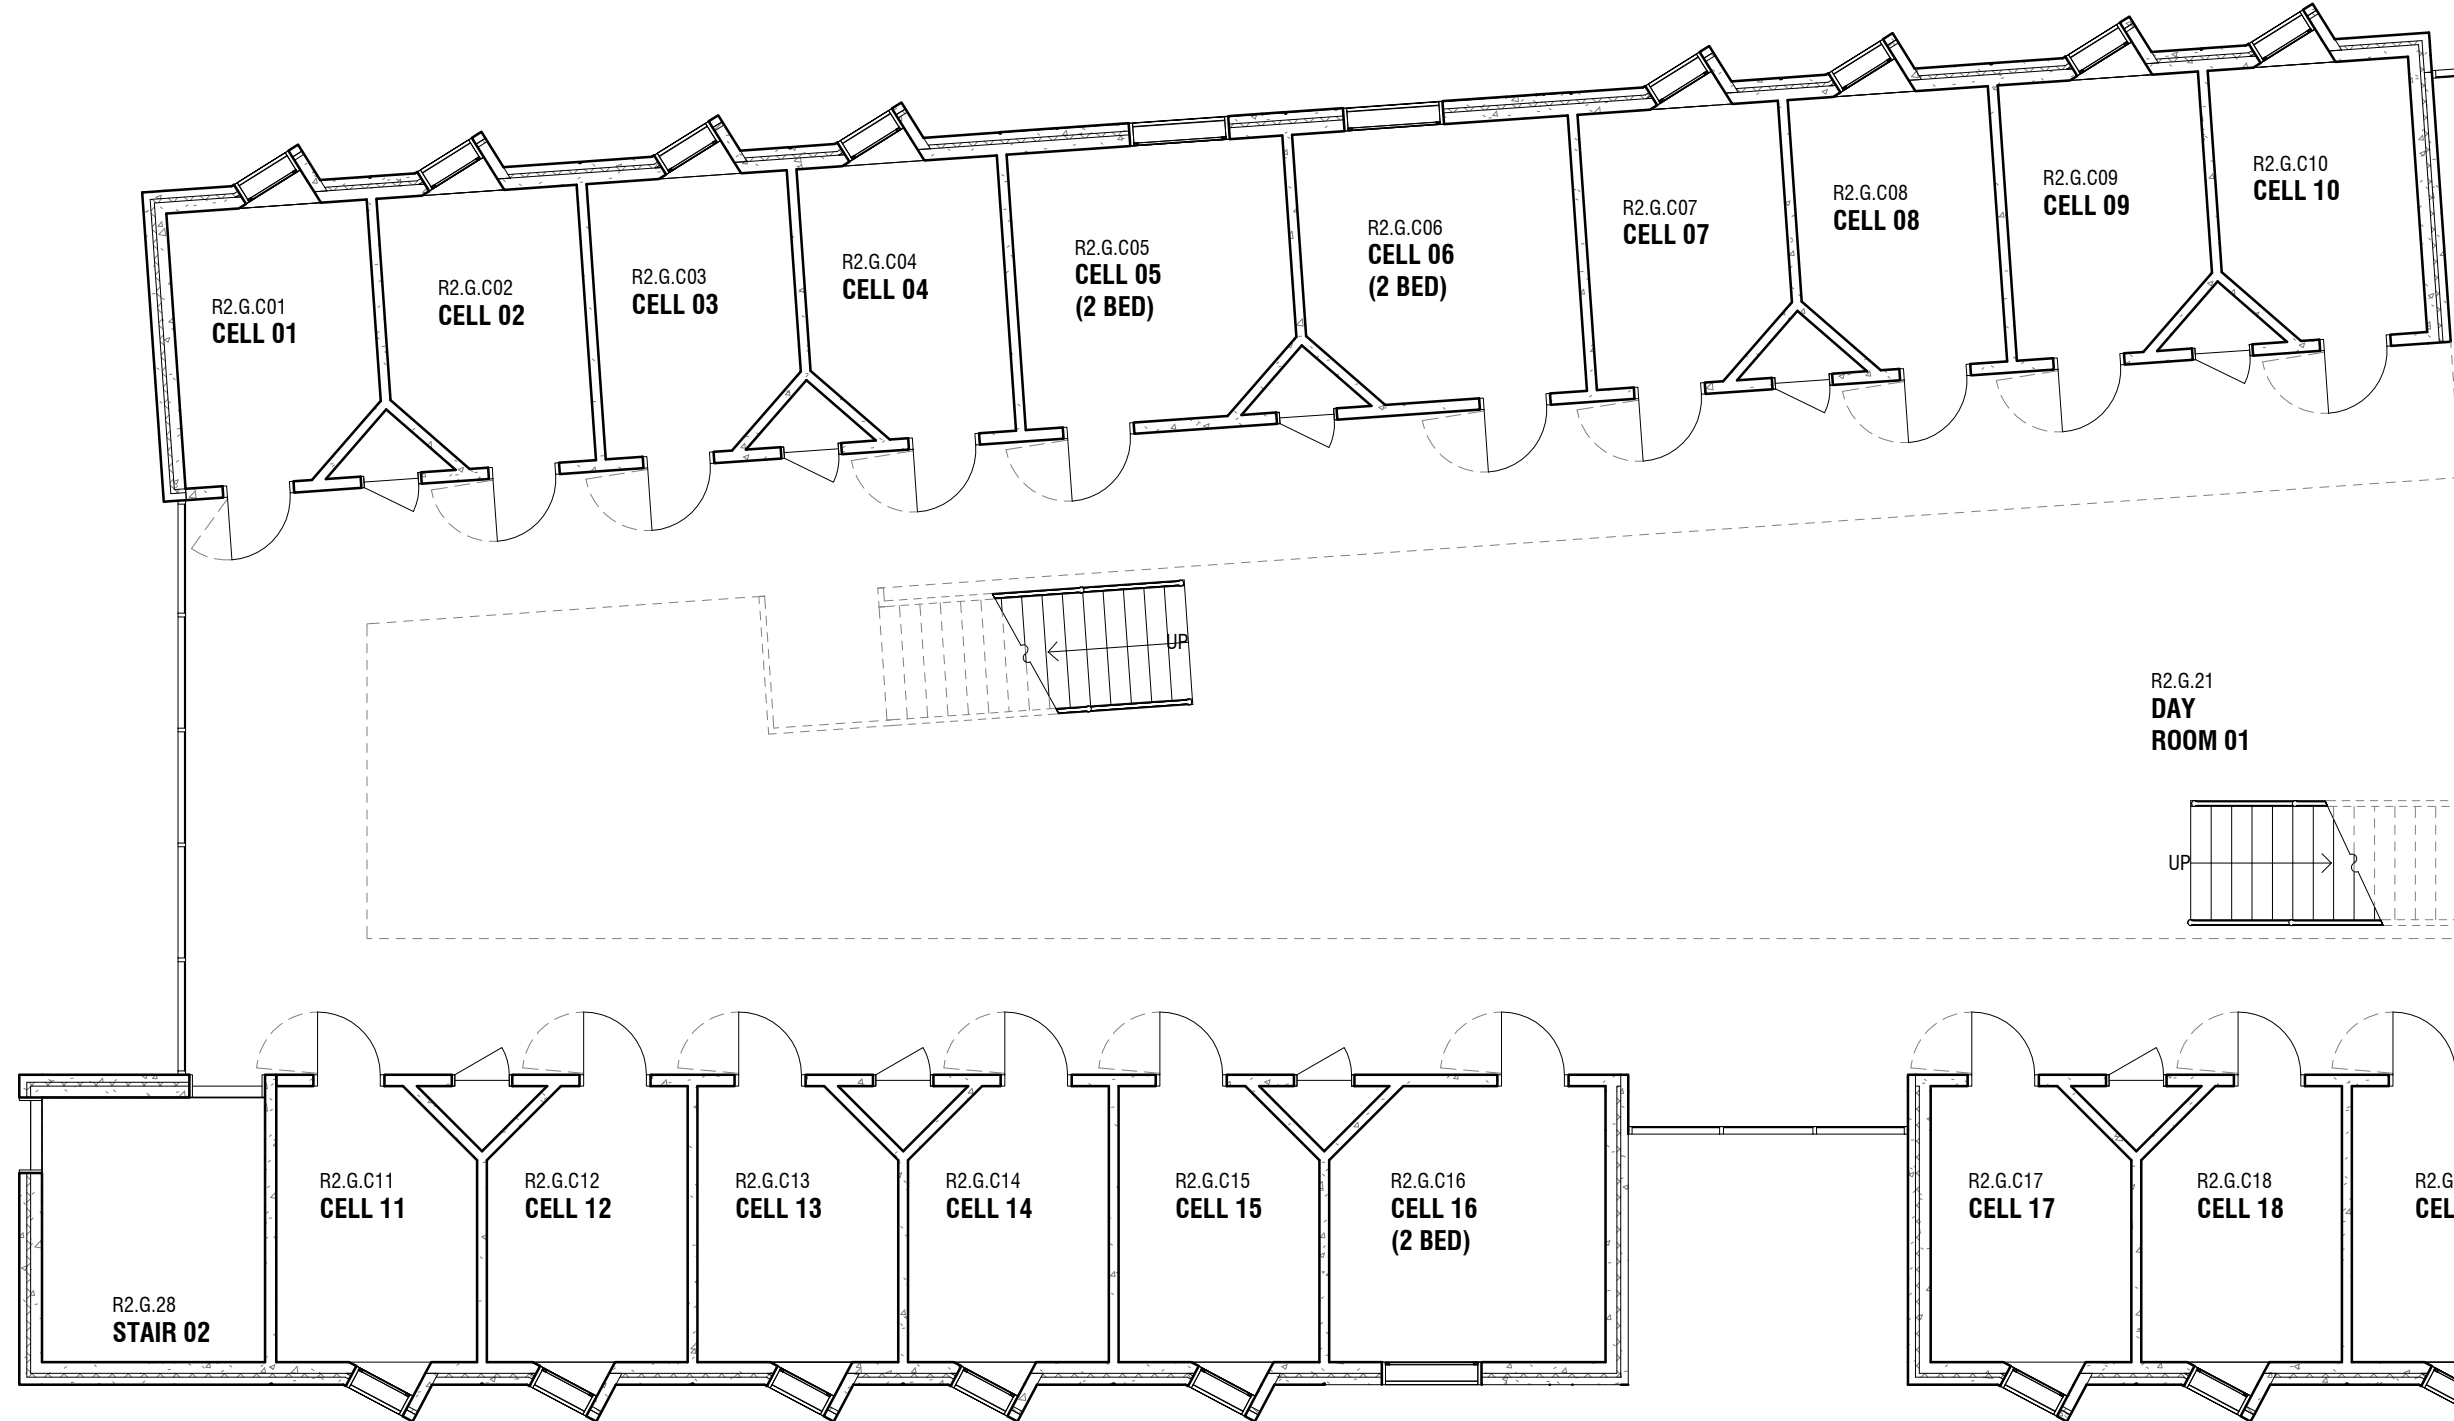 R2.G.C01
CELL 01
R2.G.C02
CELL 02
R2.G.C03
CELL 03
R2.G.C04
CELL 04
R2.G.C05
CELL 05
(2 BED)
R2.G.C06
CELL 06
(2 BED)
R2.G.C07
CELL 07
R2.G.C08
CELL 08
R2.G.C09
CELL 09
R2.G.C10
CELL 10
UP
R2.G.21
DAY
ROOM 01
UP
R2.G.C11
CELL 11
R2.G.C12
CELL 12
R2.G.C13
CELL 13
R2.G.C14
CELL 14
R2.G.C15
CELL 15
R2.G.C16
CELL 16
(2 BED)
R2.G.C17
CELL 17
R2.G.C18
CELL 18
R2.G
CEL
R2.G.28
STAIR 02